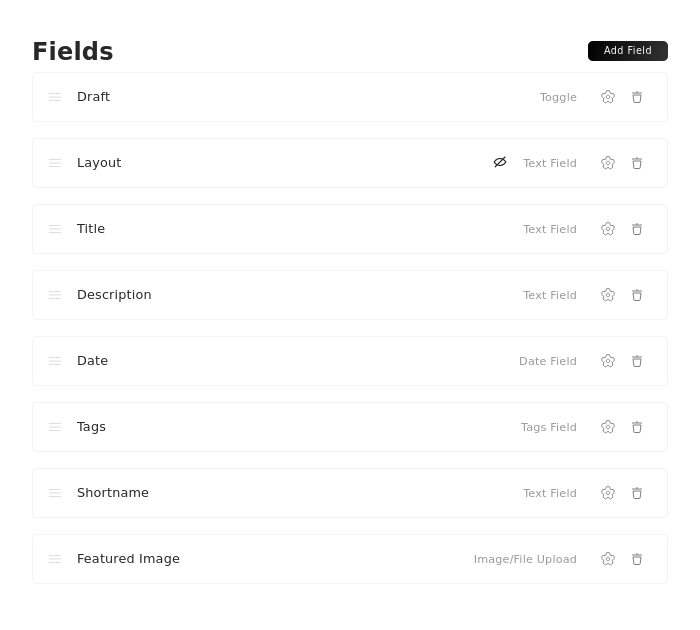 Fields
Add Field
Draft Toggle
Layout Text Field
Title Text Field
Description Text Field
Date Date Field
Tags Tags Field
Shortname Text Field
Featured Image Image/File Upload